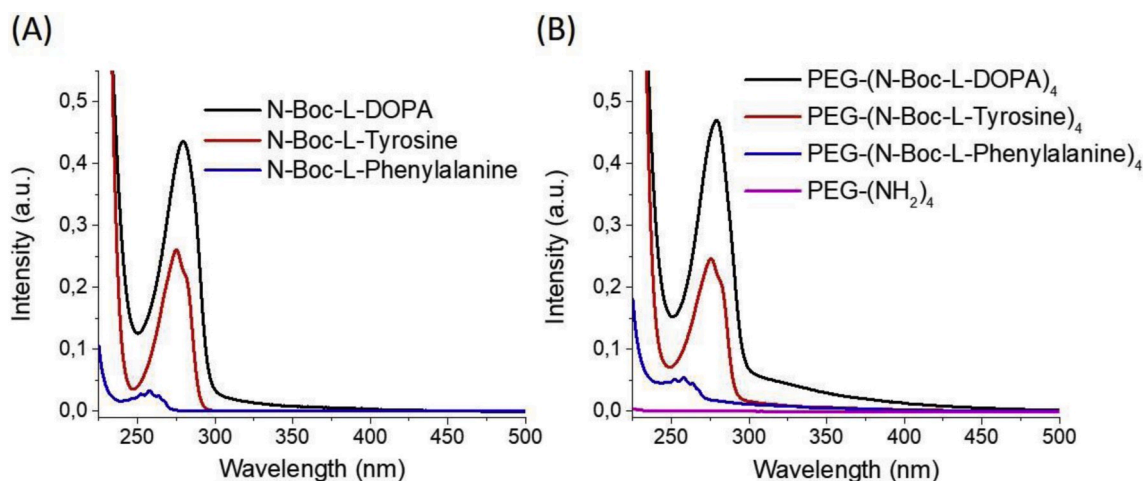 (A)
N-Boc-L-DOPA
N-Boc-L-Tyrosine
N-Boc-L-Phenylalanine
Intensity (a.u.)
0,5
0,4
0,3
0,2
0,1
0,0
250 300 350 400 450 500
Wavelength (nm)
(B)
PEG-(N-Boc-L-DOPA)₄
PEG-(N-Boc-L-Tyrosine)₄
PEG-(N-Boc-L-Phenylalanine)₄
PEG-(NH₂)₄
Intensity (a.u.)
0,5
0,4
0,3
0,2
0,1
0,0
250 300 350 400 450 500
Wavelength (nm)